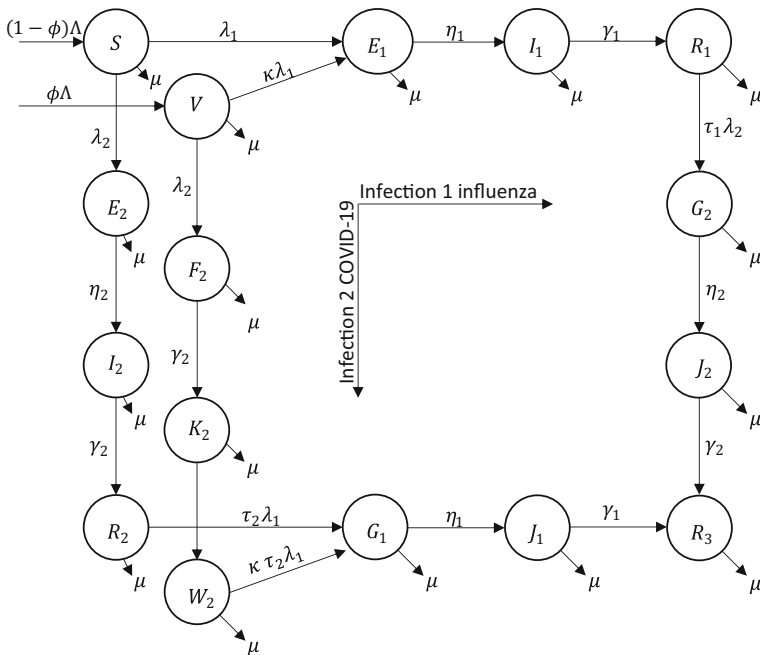 (1−ϕ)Λ S λ₁ E₁ η₁ I₁ γ₁ R₁
μ μ μ μ
ϕΛ V κλ₁
μ
λ₂ λ₂ τ₁λ₂
Infection 1 influenza
Infection 2 COVID-19
E₂ G₂
μ μ
F₂
μ
η₂ η₂
γ₂
I₂ J₂
μ μ
K₂
μ
γ₂ γ₂
R₂ τ₂λ₁ G₁ η₁ J₁ γ₁ R₃
μ μ μ μ
W₂ κ τ₂λ₁
μ